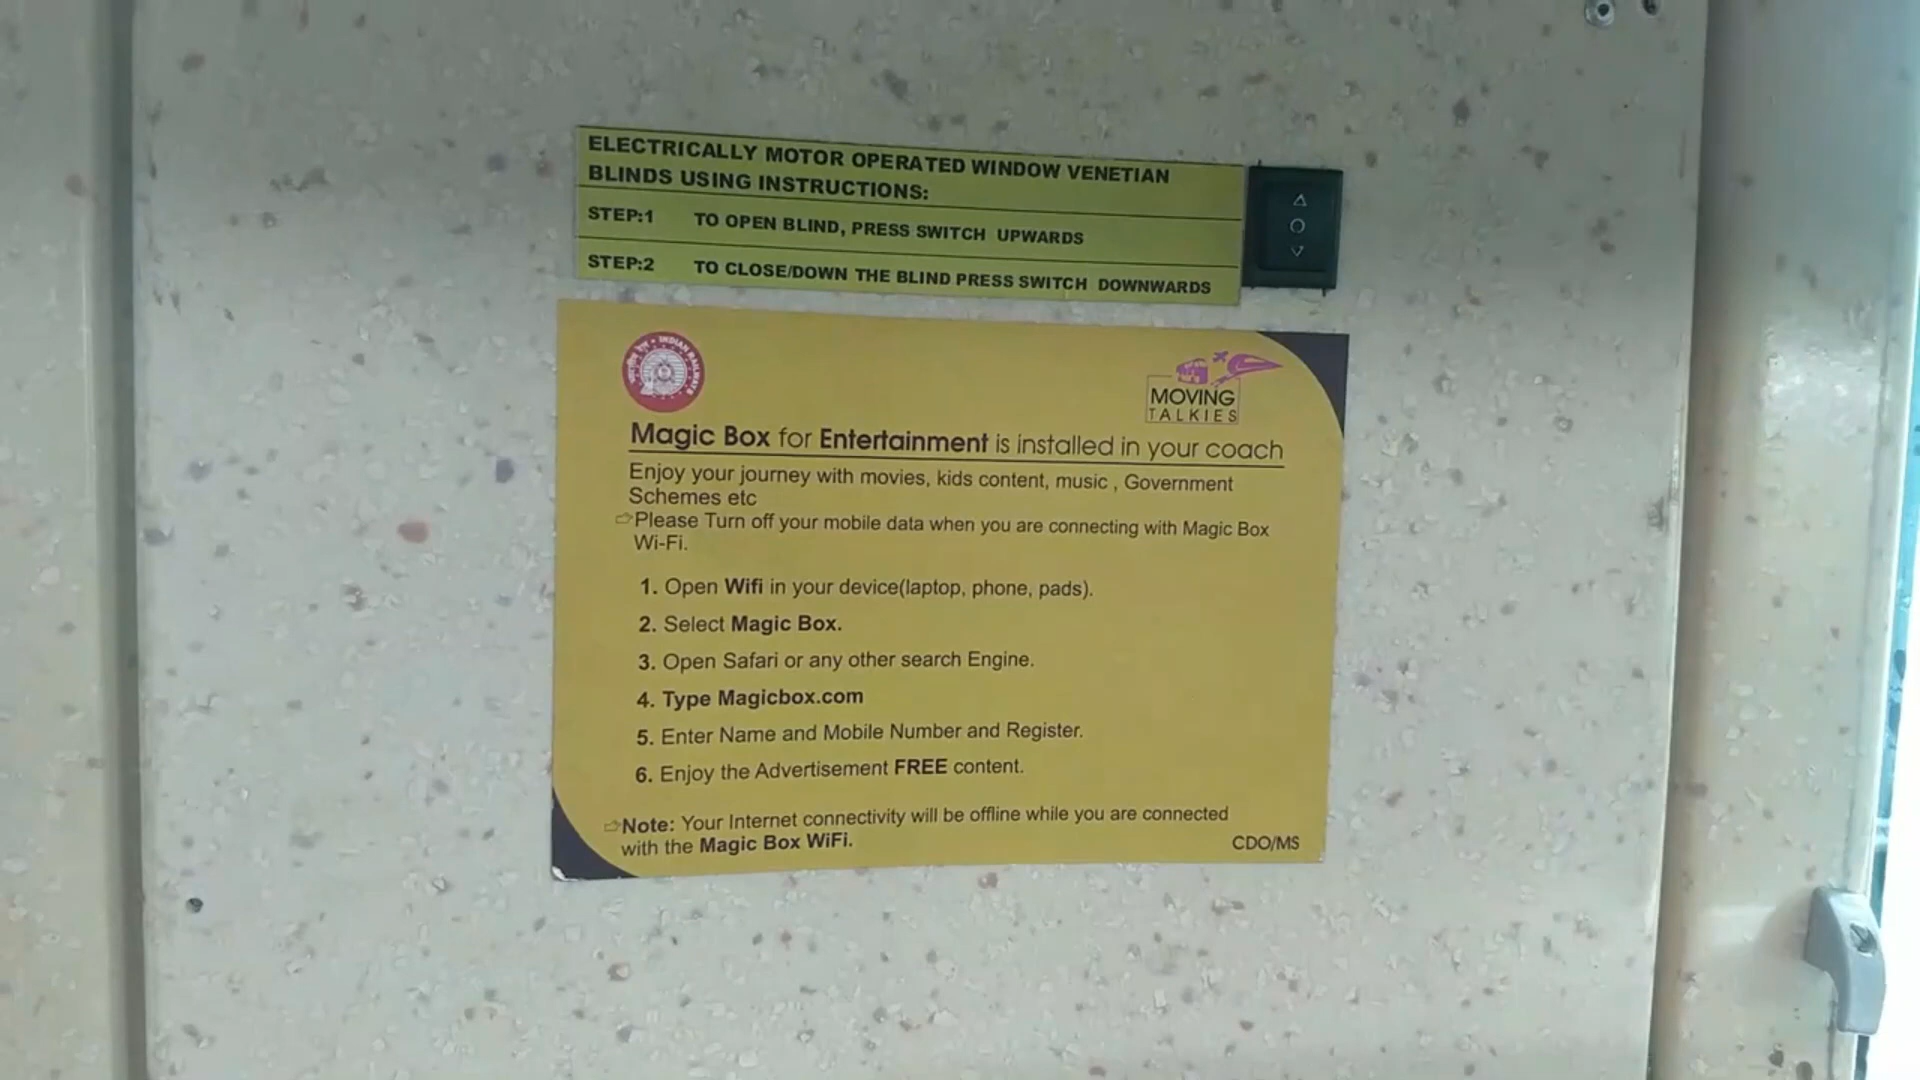 ELECTRICALLY MOTOR OPERATED WINDOW VENETIAN
BLINDS USING INSTRUCTIONS:
STEP:1 TO OPEN BLIND, PRESS SWITCH UPWARDS
STEP:2 TO CLOSE/DOWN THE BLIND PRESS SWITCH DOWNWARDS
भारतीय रेल • INDIAN RAILWAYS
MOVING
TALKIES
Magic Box for Entertainment is installed in your coach
Enjoy your journey with movies, kids content, music , Government
Schemes etc
⇨Please Turn off your mobile data when you are connecting with Magic Box
Wi-Fi.
1. Open Wifi in your device(laptop, phone, pads).
2. Select Magic Box.
3. Open Safari or any other search Engine.
4. Type Magicbox.com
5. Enter Name and Mobile Number and Register.
6. Enjoy the Advertisement FREE content.
⇨Note: Your Internet connectivity will be offline while you are connected
with the Magic Box WiFi.
CDO/MS